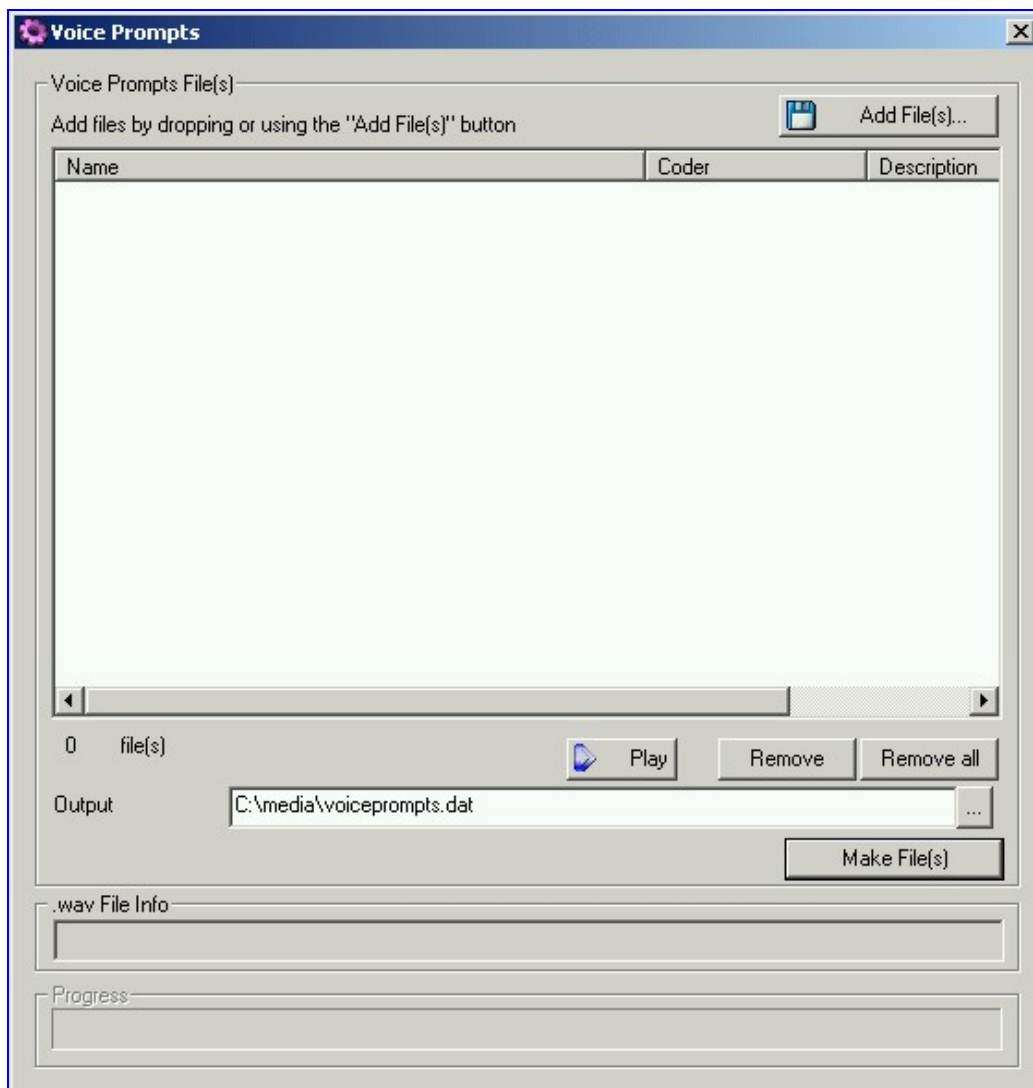 Voice Prompts
Voice Prompts File(s)
Add files by dropping or using the "Add File(s)" button
Add File(s)...
Name Coder Description
0 file(s)
Play Remove Remove all
Output C:\media\voiceprompts.dat ...
Make File(s)
.wav File Info
Progress